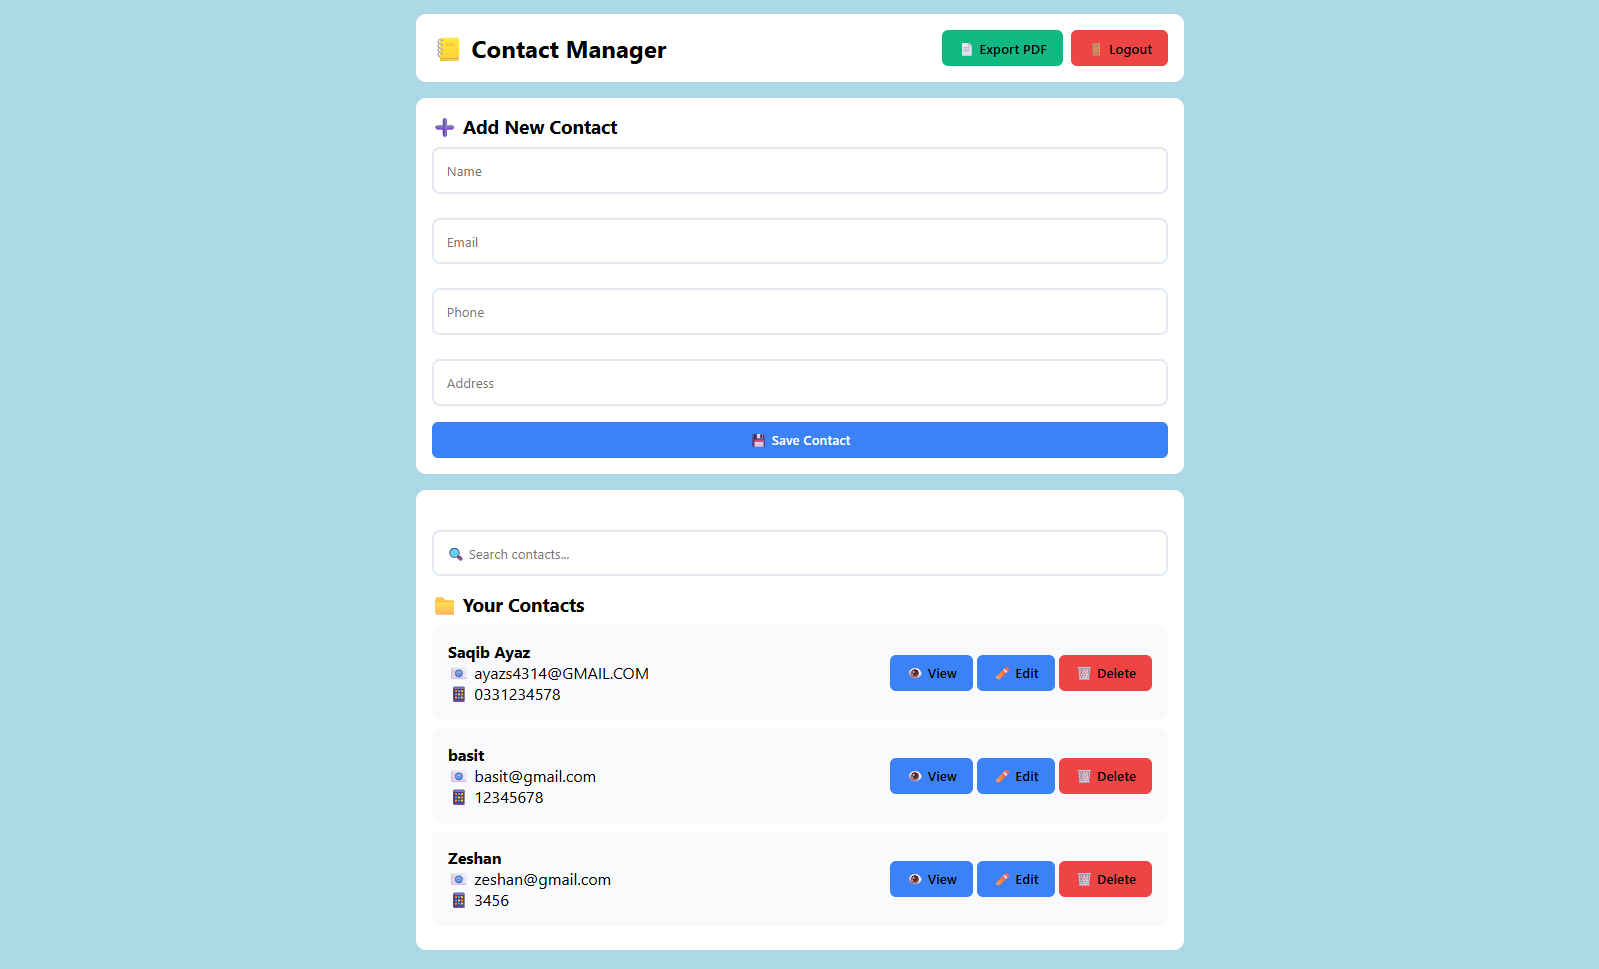 Contact Manager
Export PDF
Logout
Add New Contact
Name
Email
Phone
Address
Save Contact
Search contacts...
Your Contacts
Saqib Ayaz
ayazs4314@GMAIL.COM
0331234578
View
Edit
Delete
basit
basit@gmail.com
12345678
View
Edit
Delete
Zeshan
zeshan@gmail.com
3456
View
Edit
Delete